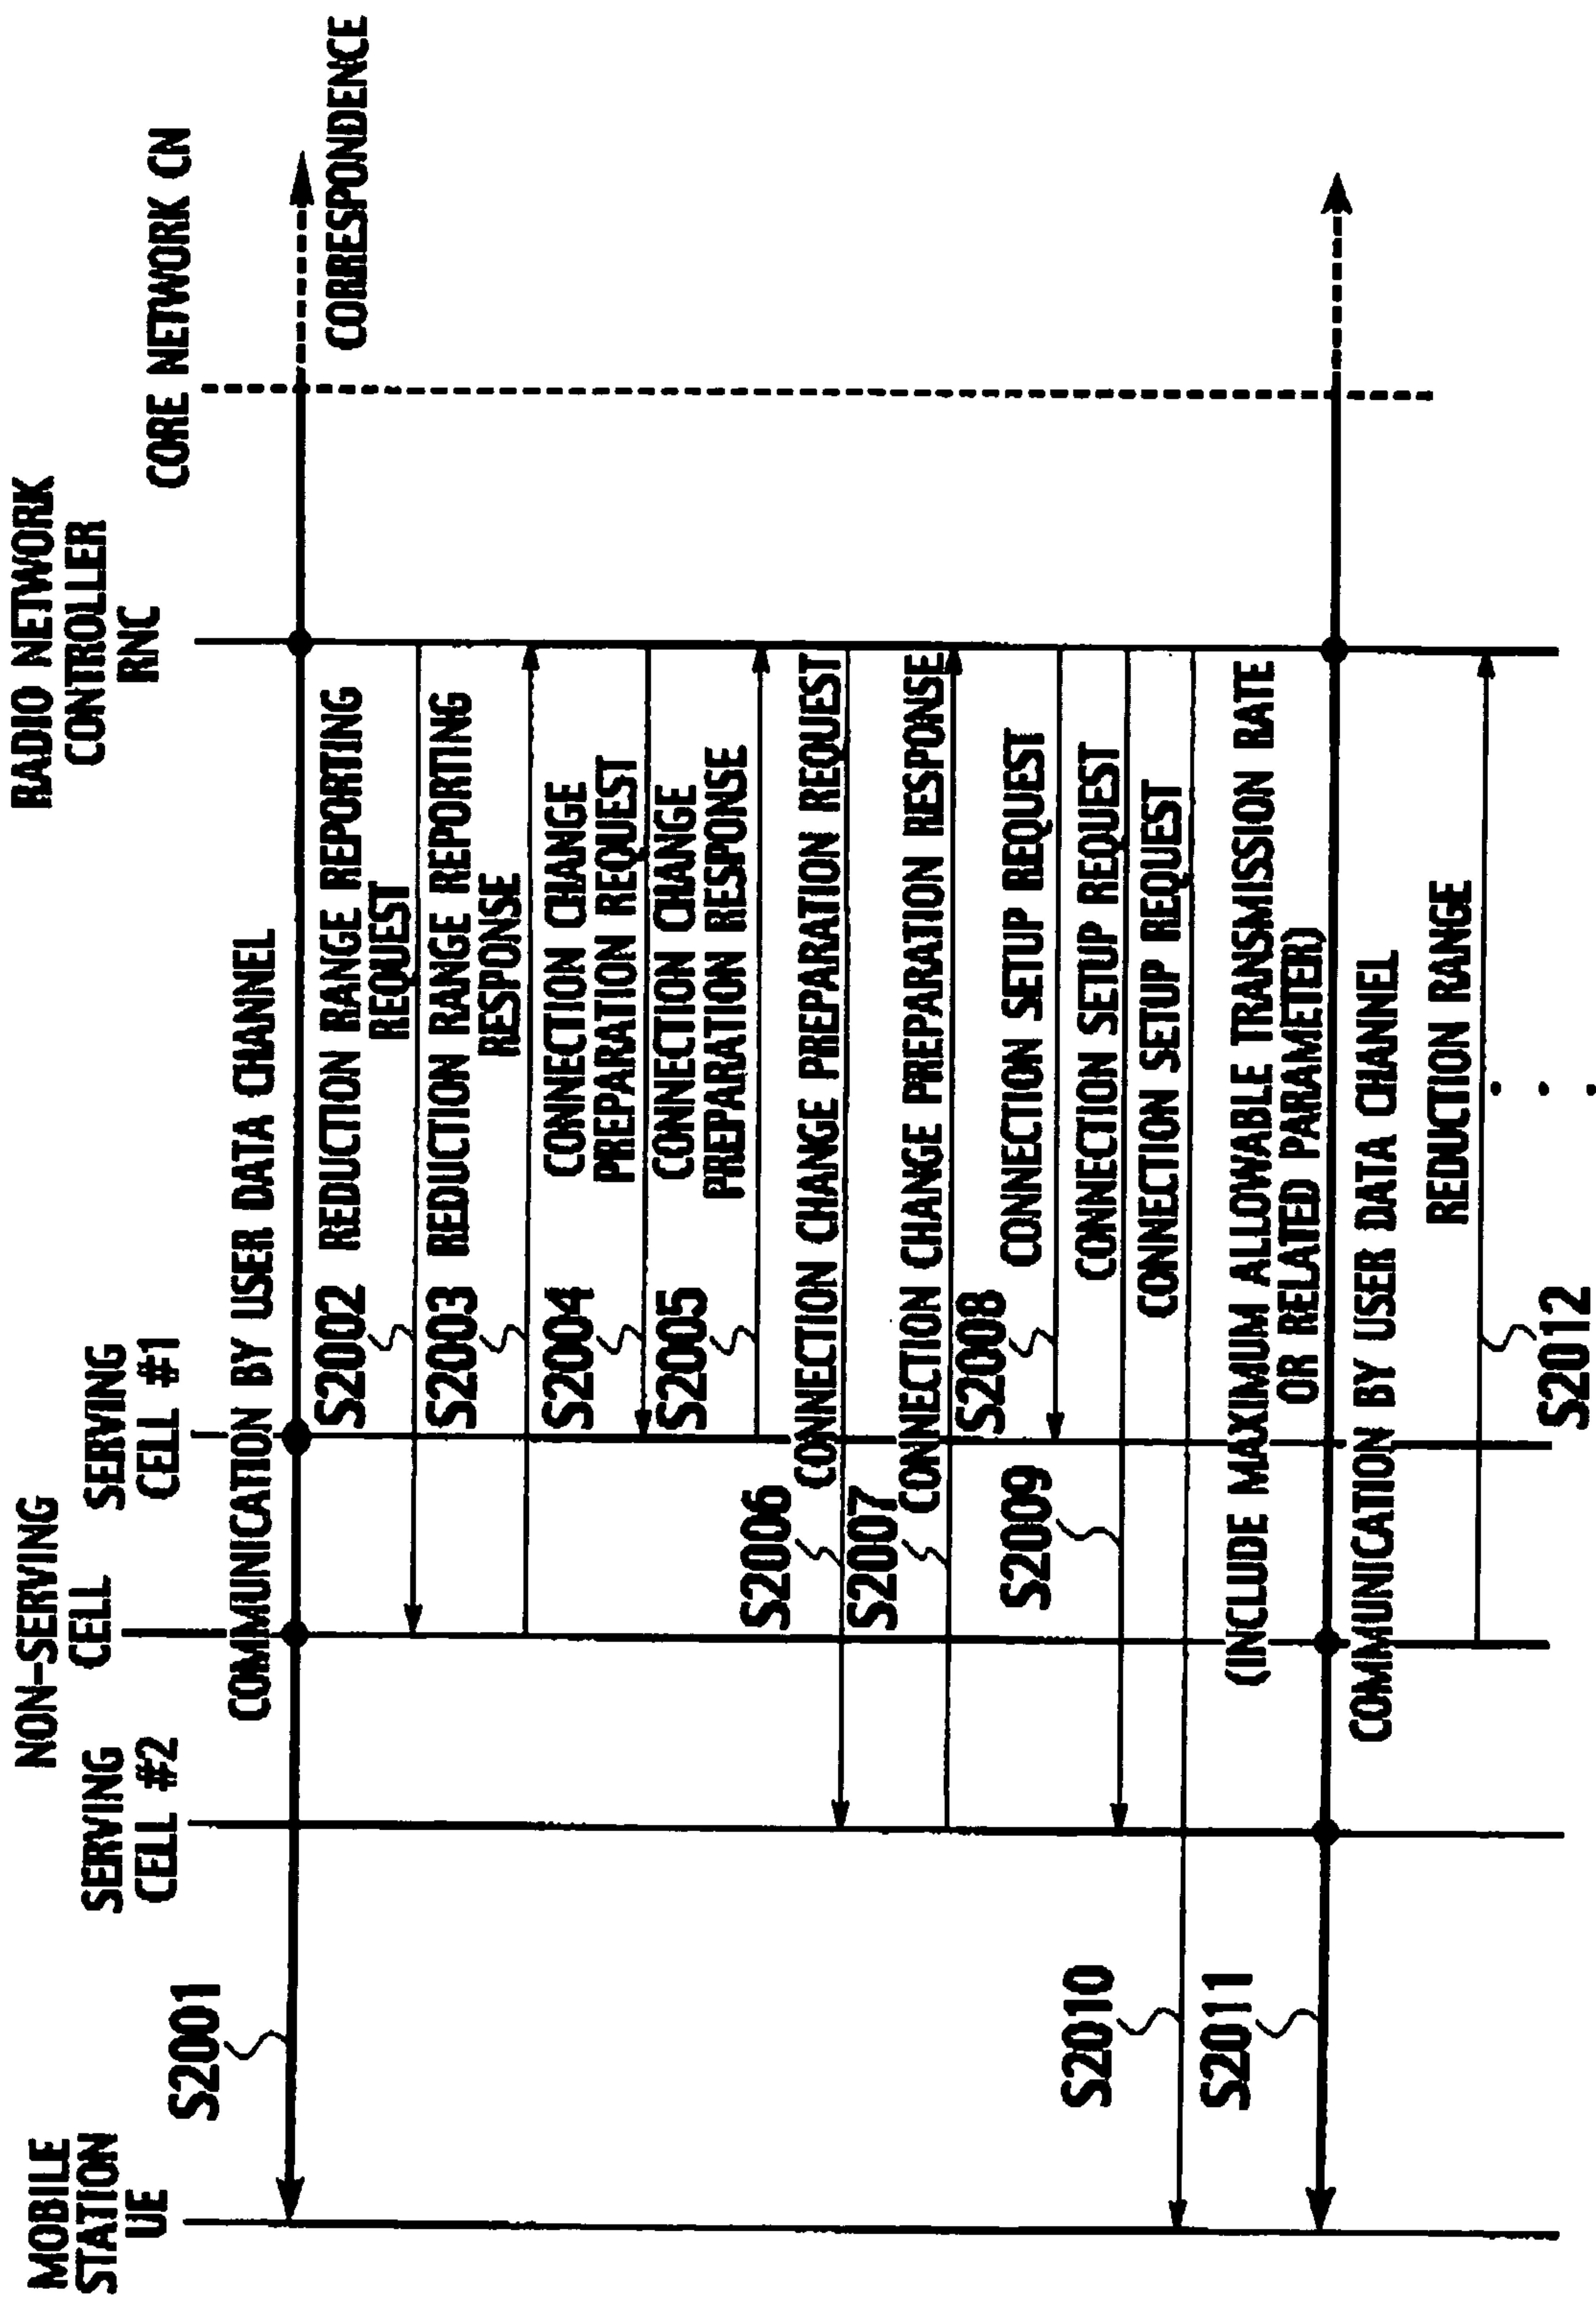 MOBILE
STATION
UE
SERVING
CELL #2
NON-SERVING
CELL
SERVING
CELL #1
RADIO NETWORK
CONTROLLER
RNC
CORE NETWORK CN
S2001
COMMUNICATION BY USER DATA CHANNEL
CORRESPONDENCE
S2002
REDUCTION RANGE REPORTING
REQUEST
S2003
REDUCTION RANGE REPORTING
RESPONSE
S2004
CONNECTION CHANGE
PREPARATION REQUEST
S2005
CONNECTION CHANGE
PREPARATION RESPONSE
S2006
CONNECTION CHANGE PREPARATION REQUEST
S2007
CONNECTION CHANGE PREPARATION RESPONSE
S2008
CONNECTION SETUP REQUEST
S2009
CONNECTION SETUP REQUEST
S2010
CONNECTION SETUP REQUEST
(INCLUDE MAXIMUM ALLOWABLE TRANSMISSION RATE
OR RELATED PARAMETER)
S2011
COMMUNICATION BY USER DATA CHANNEL
REDUCTION RANGE
S2012